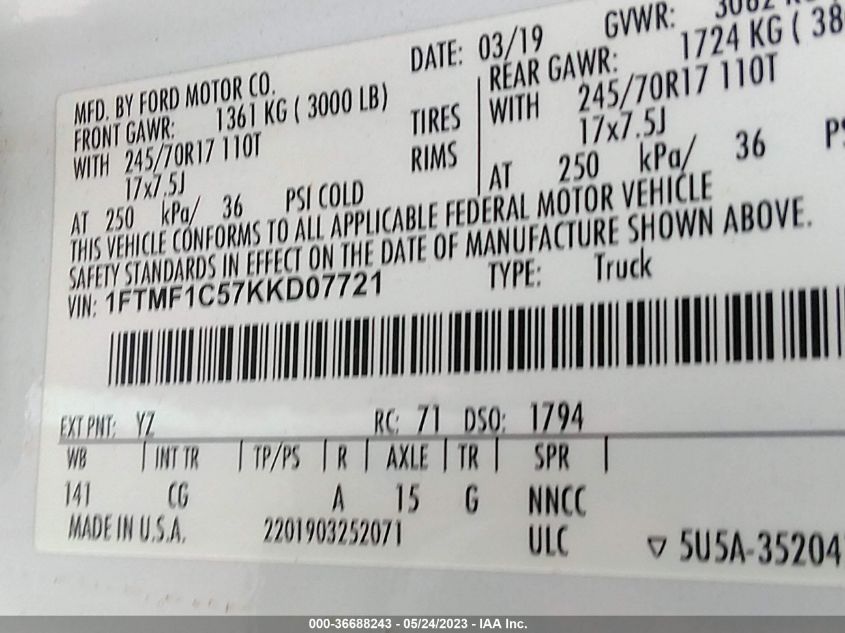 MFD. BY FORD MOTOR CO.
DATE: 03/19
GVWR:
FRONT GAWR: 1361 KG ( 3000 LB)
REAR GAWR: 1724 KG ( 38
WITH 245/70R17 110T
TIRES
WITH 245/70R17 110T
17x7.5J
RIMS
17x7.5J
AT 250 kPa/ 36 PSI COLD
AT 250 kPa/ 36
THIS VEHICLE CONFORMS TO ALL APPLICABLE FEDERAL MOTOR VEHICLE
SAFETY STANDARDS IN EFFECT ON THE DATE OF MANUFACTURE SHOWN ABOVE.
VIN: 1FTMF1C57KKD07721
TYPE: Truck
EXT PNT: YZ
RC: 71 DSO: 1794
WB | INT TR | TP/PS | R | AXLE | TR | SPR |
141 CG A 15 G NNCC
MADE IN U.S.A. 2201903252071 ULC ▽ 5U5A-35204
000-36688243 • 05/24/2023 • IAA Inc.